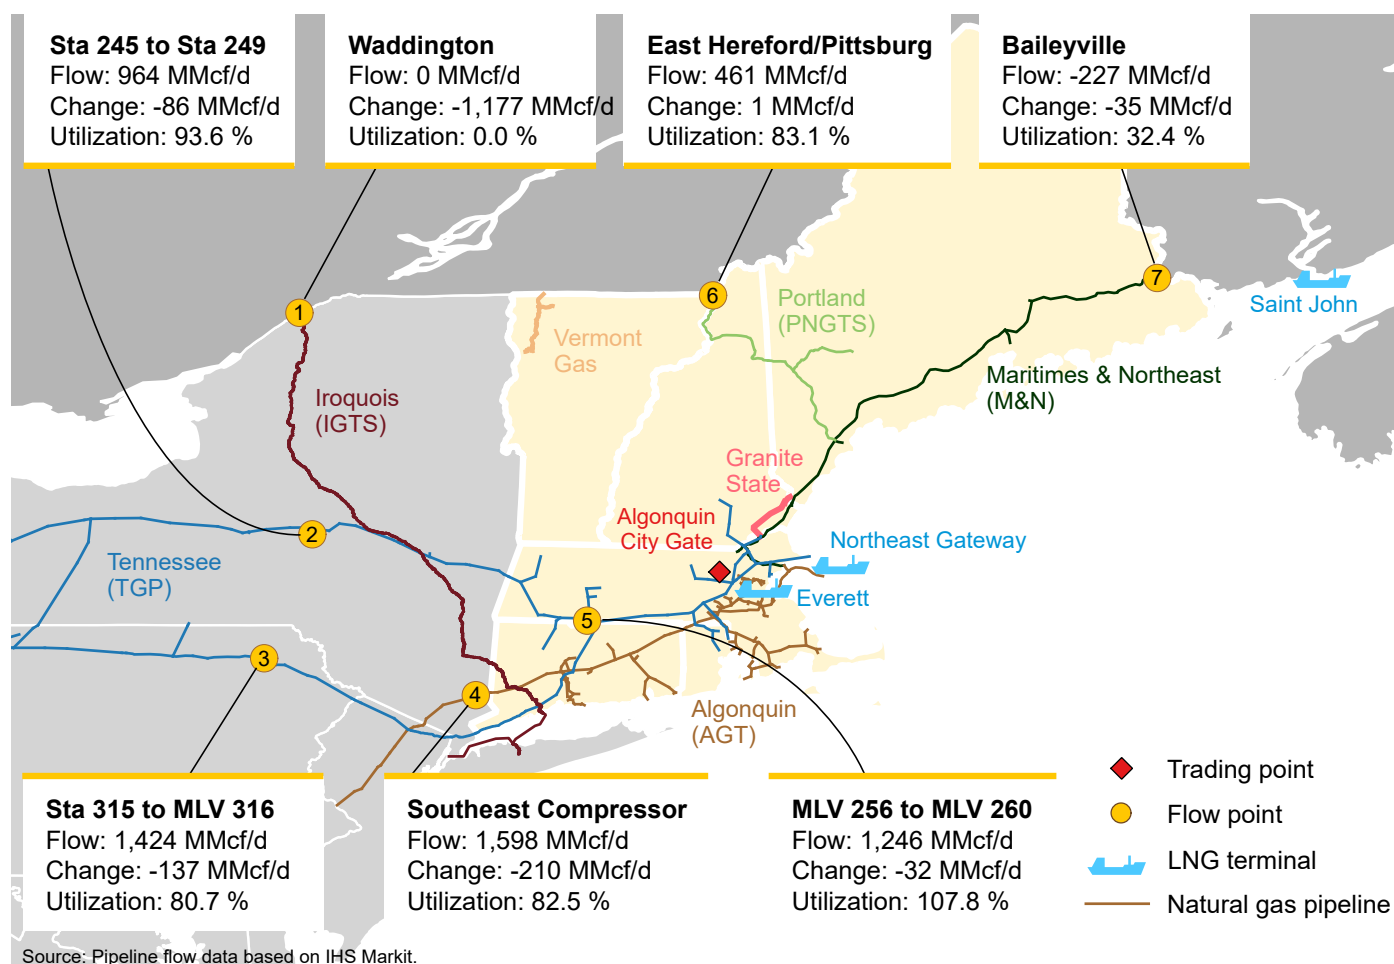 Sta 245 to Sta 249
Flow: 964 MMcf/d
Change: -86 MMcf/d
Utilization: 93.6 %
Waddington
Flow: 0 MMcf/d
Change: -1,177 MMcf/d
Utilization: 0.0 %
East Hereford/Pittsburg
Flow: 461 MMcf/d
Change: 1 MMcf/d
Utilization: 83.1 %
Baileyville
Flow: -227 MMcf/d
Change: -35 MMcf/d
Utilization: 32.4 %
7
6
1
Saint John
Portland
(PNGTS)
Vermont
Gas
Maritimes & Northeast
(M&N)
Iroquois
(IGTS)
Granite
State
Algonquin
City Gate
2
Northeast Gateway
Tennessee
(TGP)
Everett
5
3
4
Algonquin
(AGT)
Sta 315 to MLV 316
Flow: 1,424 MMcf/d
Change: -137 MMcf/d
Utilization: 80.7 %
Southeast Compressor
Flow: 1,598 MMcf/d
Change: -210 MMcf/d
Utilization: 82.5 %
MLV 256 to MLV 260
Flow: 1,246 MMcf/d
Change: -32 MMcf/d
Utilization: 107.8 %
Trading point
Flow point
LNG terminal
Natural gas pipeline
Source: Pipeline flow data based on IHS Markit.